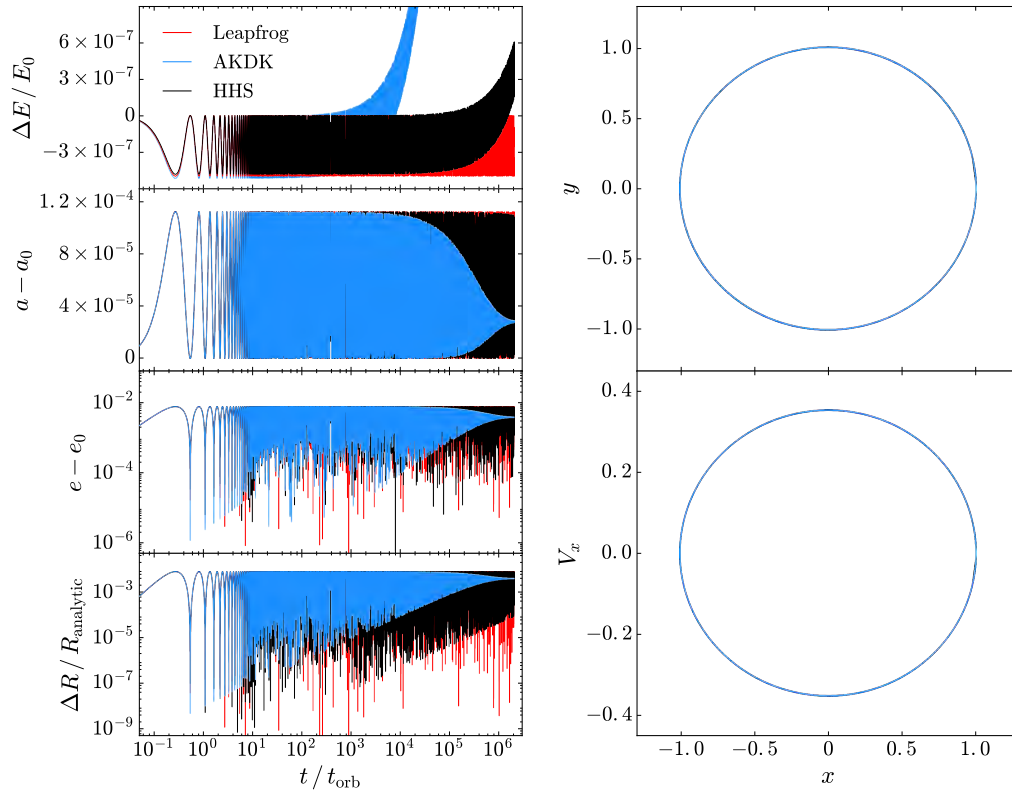 Leapfrog
AKDK
HHS
ΔE / E₀
6 × 10⁻⁷
3 × 10⁻⁷
0
−3 × 10⁻⁷
a − a₀
1.2 × 10⁻⁴
8 × 10⁻⁵
4 × 10⁻⁵
0
e − e₀
10⁻²
10⁻⁴
10⁻⁶
ΔR / R_analytic
10⁻³
10⁻⁵
10⁻⁷
10⁻⁹
10⁻¹ 10⁰ 10¹ 10² 10³ 10⁴ 10⁵ 10⁶
t / t_orb
y
1.0
0.5
0.0
−0.5
−1.0
Vₓ
0.4
0.2
0.0
−0.2
−0.4
−1.0 −0.5 0 0.5 1.0
x